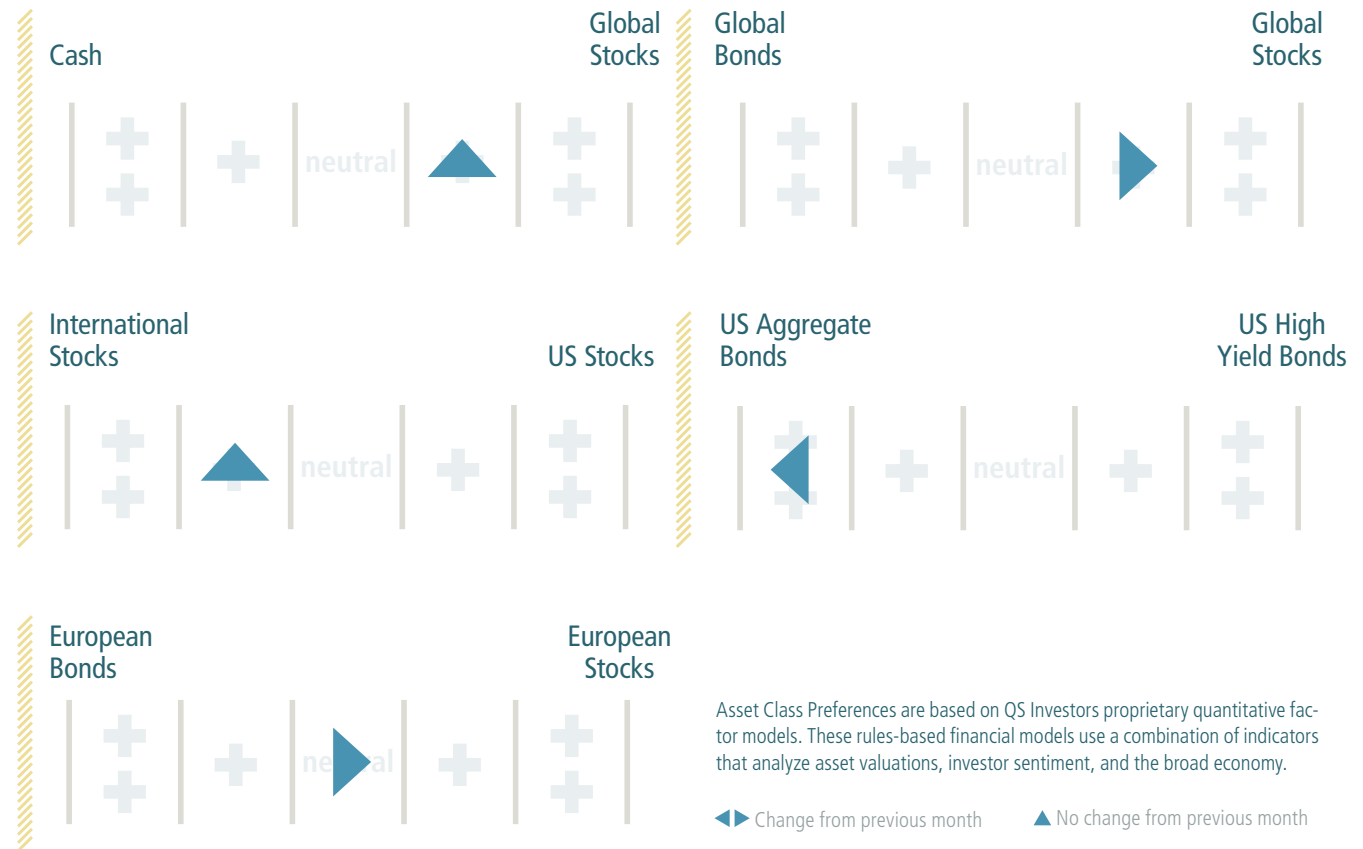 Cash
Global
Stocks
neutral
Global
Bonds
Global
Stocks
neutral
International
Stocks
US Stocks
neutral
US Aggregate
Bonds
US High
Yield Bonds
neutral
European
Bonds
European
Stocks
Asset Class Preferences are based on QS Investors proprietary quantitative fac-
tor models. These rules-based financial models use a combination of indicators
that analyze asset valuations, investor sentiment, and the broad economy.
Change from previous month
No change from previous month